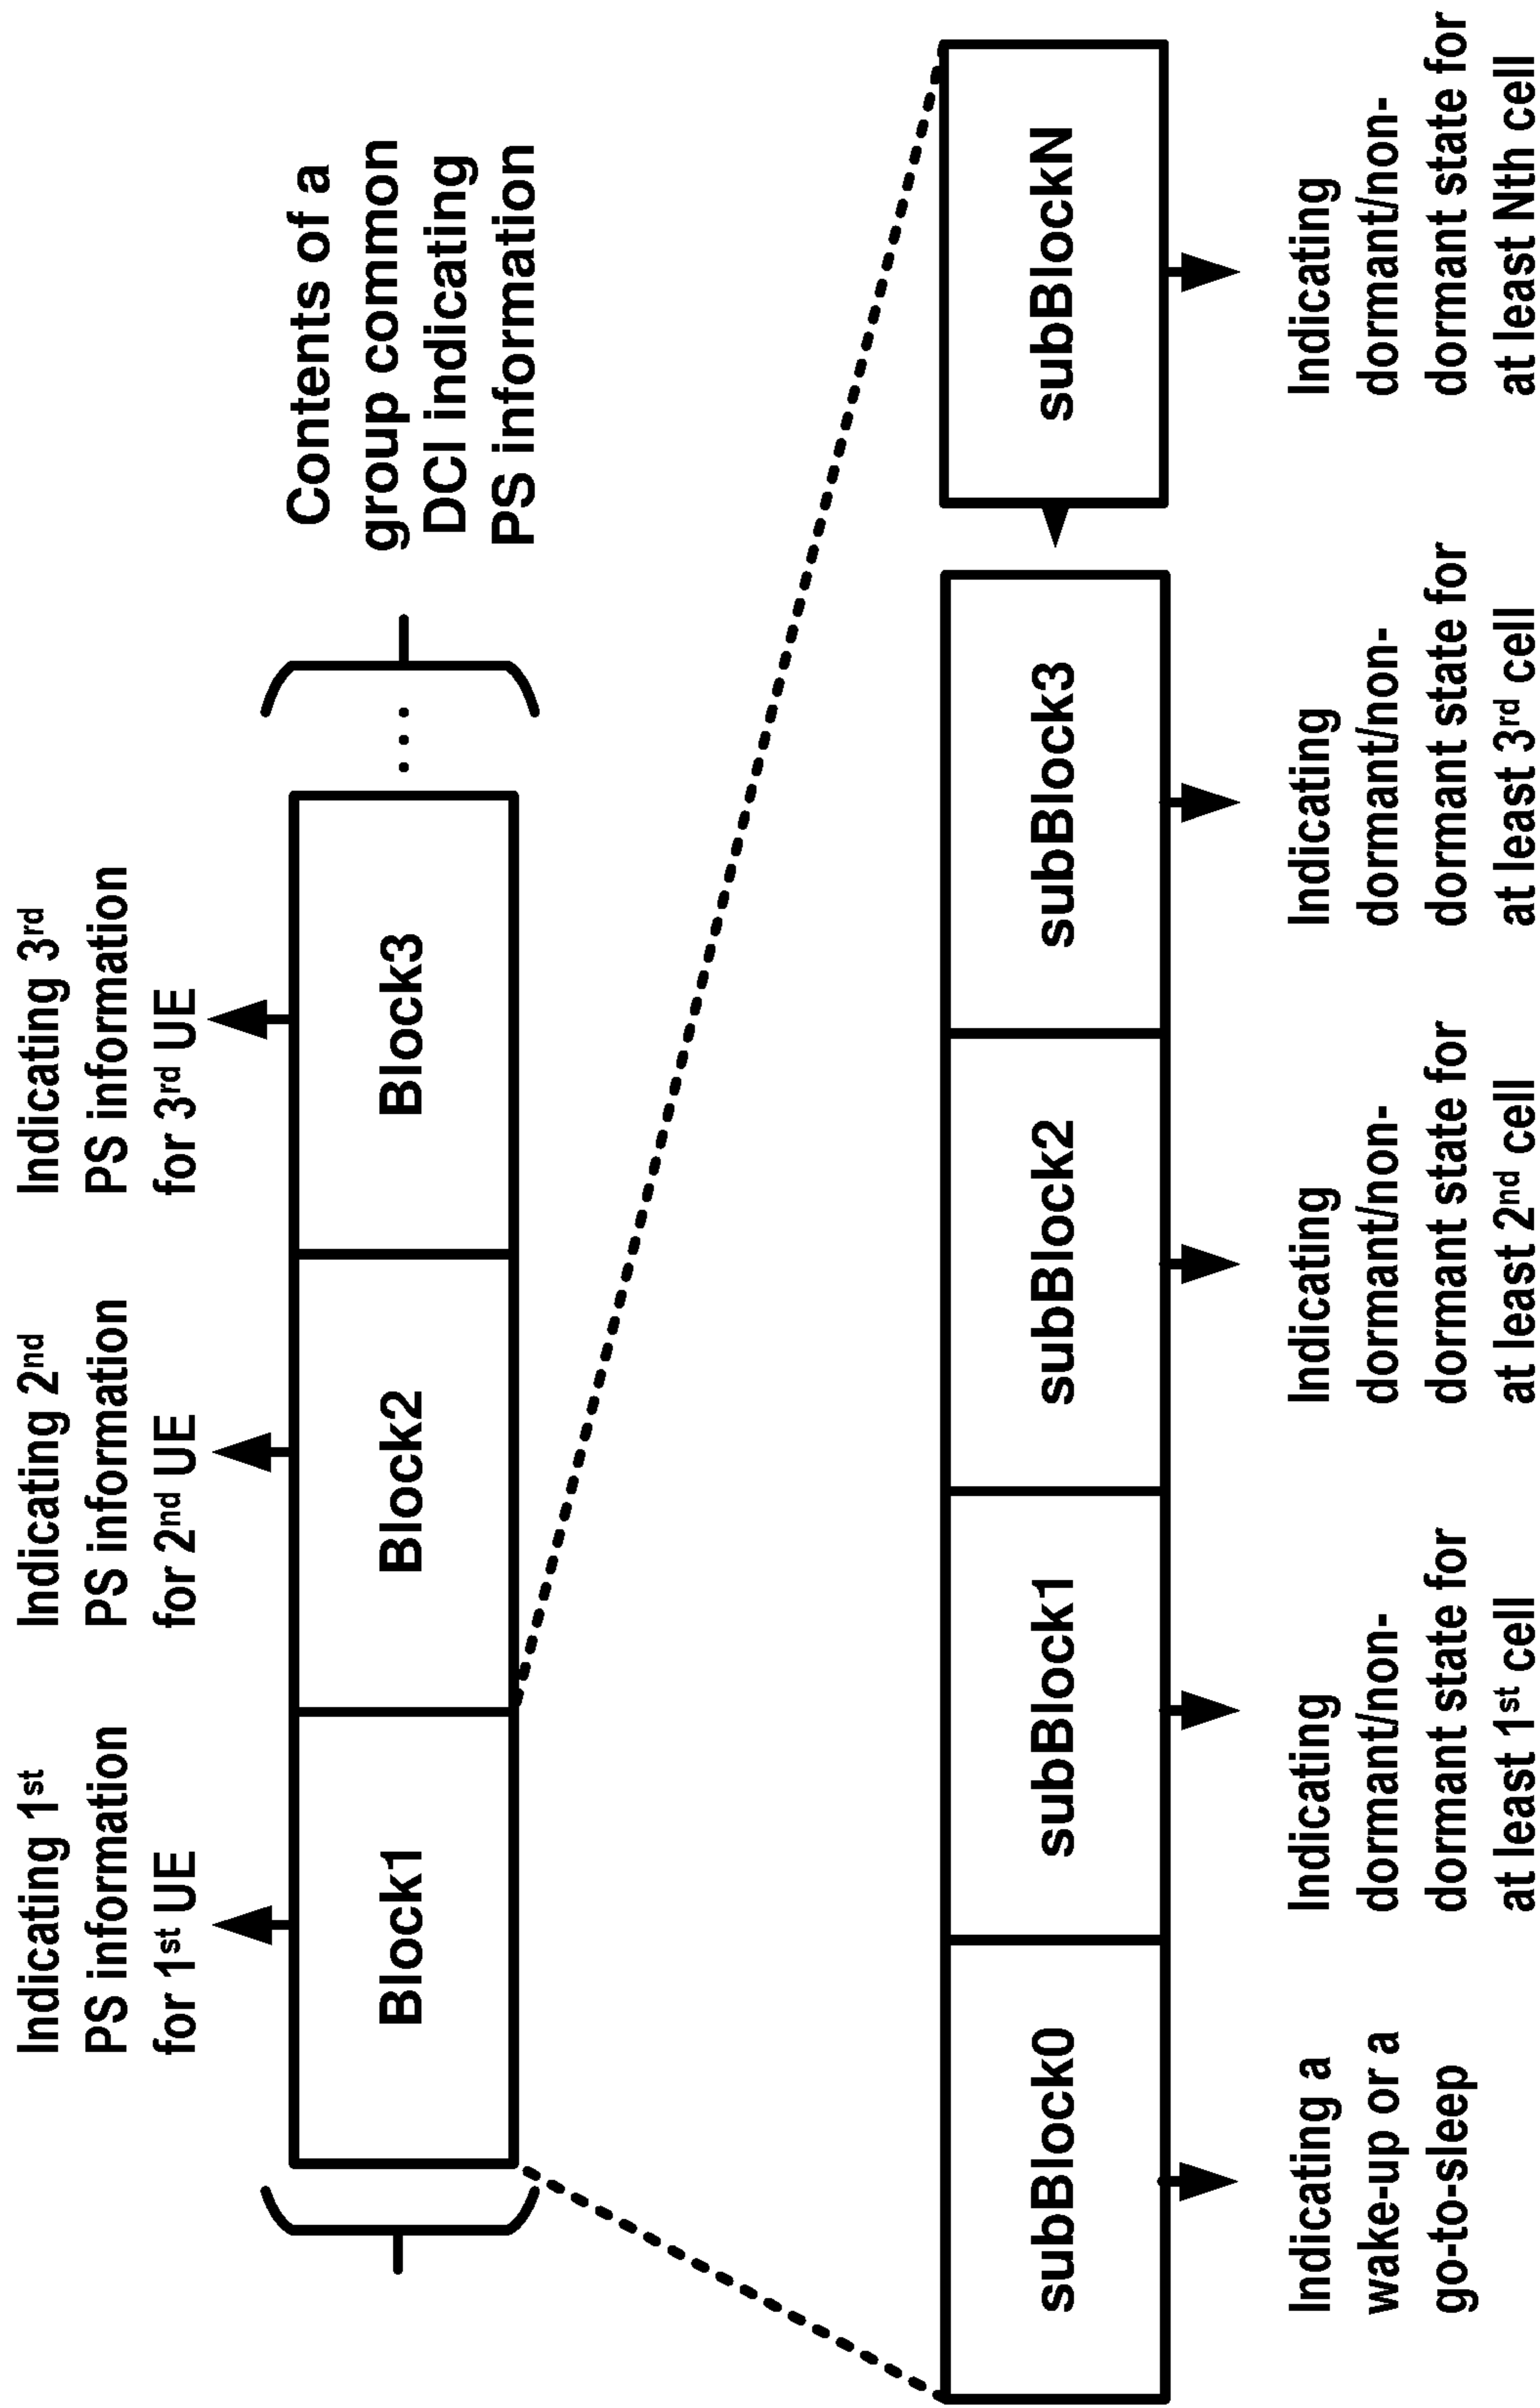 Indicating 1st
PS information
for 1st UE
Indicating 2nd
PS information
for 2nd UE
Indicating 3rd
PS information
for 3rd UE
Block1
Block2
Block3
...
Contents of a
group common
DCI indicating
PS information
subBlock0
subBlock1
subBlock2
subBlock3
subBlockN
Indicating a
wake-up or a
go-to-sleep
Indicating
dormant/non-
dormant state for
at least 1st cell
Indicating
dormant/non-
dormant state for
at least 2nd cell
Indicating
dormant/non-
dormant state for
at least 3rd cell
Indicating
dormant/non-
dormant state for
at least Nth cell